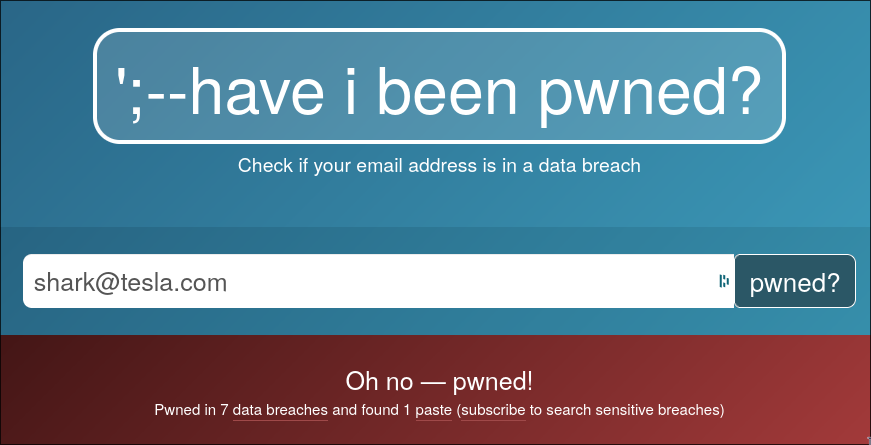 ';--have i been pwned?
Check if your email address is in a data breach
shark@tesla.com
pwned?
Oh no — pwned!
Pwned in 7 data breaches and found 1 paste (subscribe to search sensitive breaches)